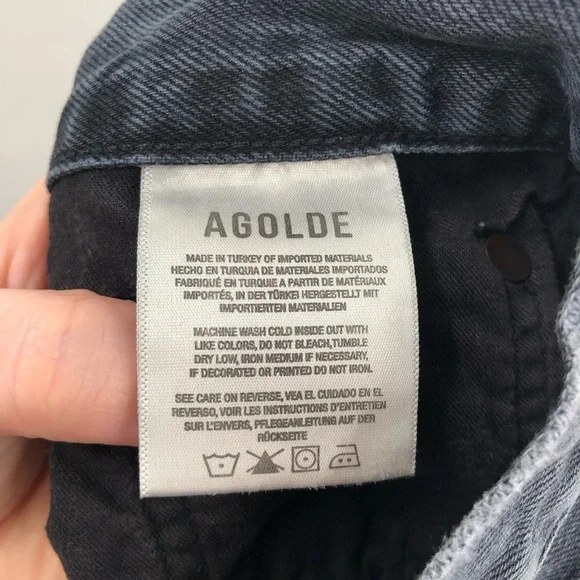 AGOLDE
MADE IN TURKEY OF IMPORTED MATERIALS
HECHO EN TURQUIA DE MATERIALES IMPORTADOS
FABRIQUÉ EN TURQUIE A PARTIR DE MATÉRIAUX
IMPORTÉS, IN DER TÜRKEI HERGESTELLT MIT
IMPORTIERTEN MATERIALIEN
MACHINE WASH COLD INSIDE OUT WITH
LIKE COLORS, DO NOT BLEACH,TUMBLE
DRY LOW, IRON MEDIUM IF NECESSARY,
IF DECORATED OR PRINTED DO NOT IRON.
SEE CARE ON REVERSE, VEA EL CUIDADO EN EL
REVERSO, VOIR LES INSTRUCTIONS D'ENTRETIEN
SUR L'ENVERS, PFLEGEANLEITUNG AUF DER
RÜCKSEITE